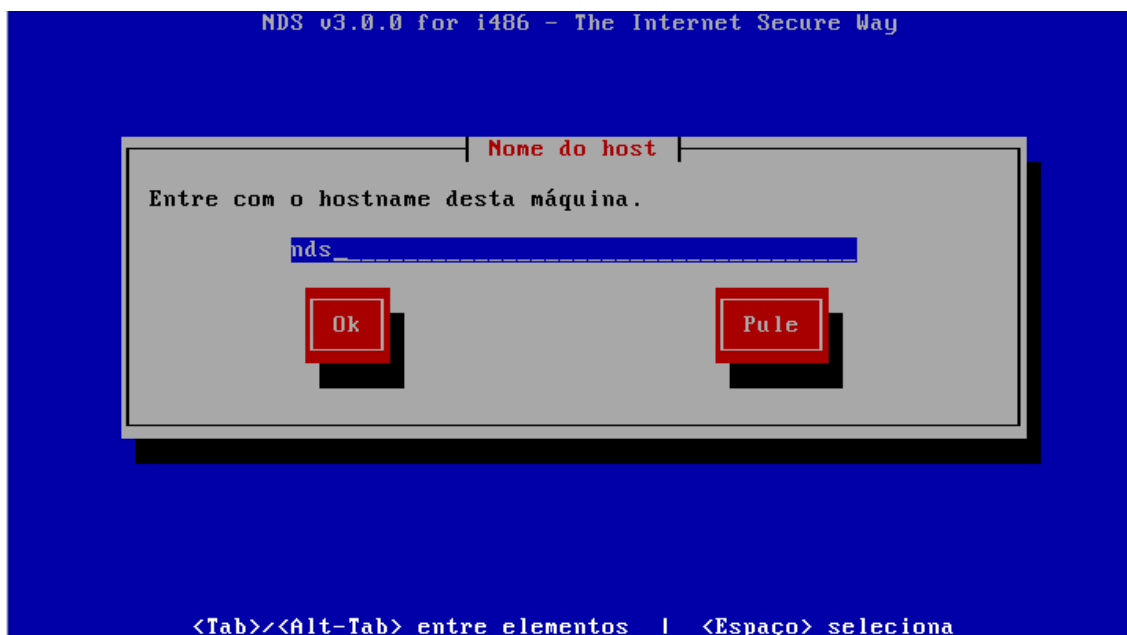 NDS v3.0.0 for i486 - The Internet Secure Way
Nome do host
Entre com o hostname desta máquina.
nds_
Ok Pule
<Tab>/<Alt-Tab> entre elementos | <Espaço> seleciona